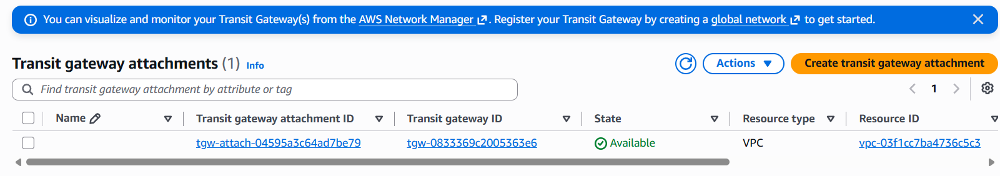 You can visualize and monitor your Transit Gateway(s) from the AWS Network Manager. Register your Transit Gateway by creating a global network to get started.
Transit gateway attachments (1) Info
Actions
Create transit gateway attachment
Find transit gateway attachment by attribute or tag
1
Name Transit gateway attachment ID Transit gateway ID State Resource type Resource ID
tgw-attach-04595a3c64ad7be79 tgw-0833369c2005363e6 Available VPC vpc-03f1cc7ba4736c5c3